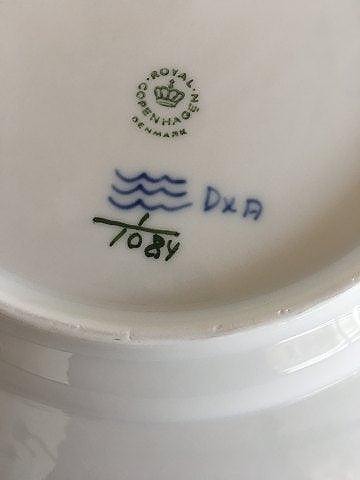 ROYAL
COPENHAGEN
DENMARK
DxA
1
1084